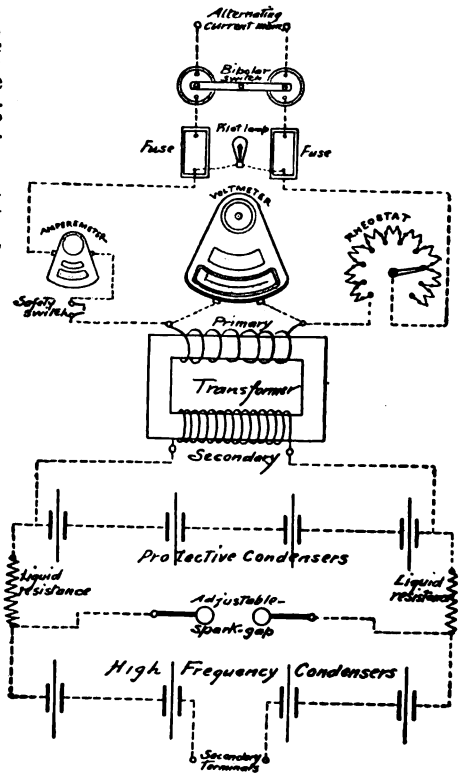 Alternating
current mains
Bipolar
switch
Pilot lamp
Fuse
Fuse
VOLTMETER
AMPEREMETER
RHEOSTAT
Safety
switch
Primary
Transformer
Secondary
Protective Condensers
Liquid
resistance
Liquid
resistance
Adjustable-
spark-gap
High Frequency Condensers
Secondary
Terminals